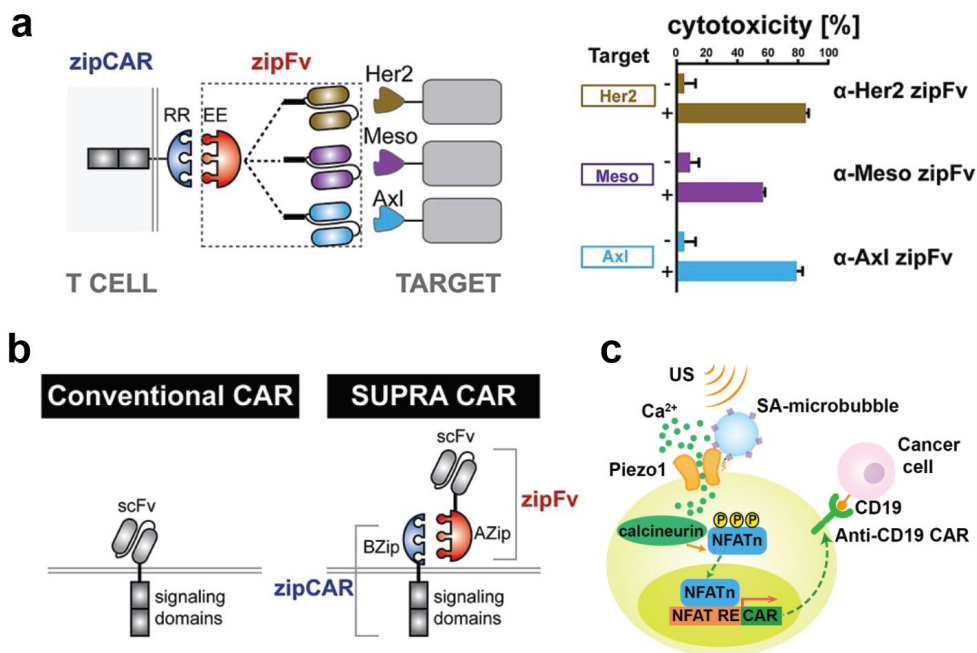 a
zipCAR
zipFv
RR
EE
Her2
Meso
Axl
T CELL
TARGET
cytotoxicity [%]
Target
0 20 40 60 80 100
Her2
-
+
α-Her2 zipFv
Meso
-
+
α-Meso zipFv
Axl
-
+
α-Axl zipFv
b
Conventional CAR
SUPRA CAR
scFv
signaling
domains
scFv
zipFv
BZip
AZip
zipCAR
signaling
domains
c
US
Ca²⁺
SA-microbubble
Piezo1
Cancer
cell
CD19
Anti-CD19 CAR
calcineurin
P P P
NFATn
NFATn
NFAT RE CAR